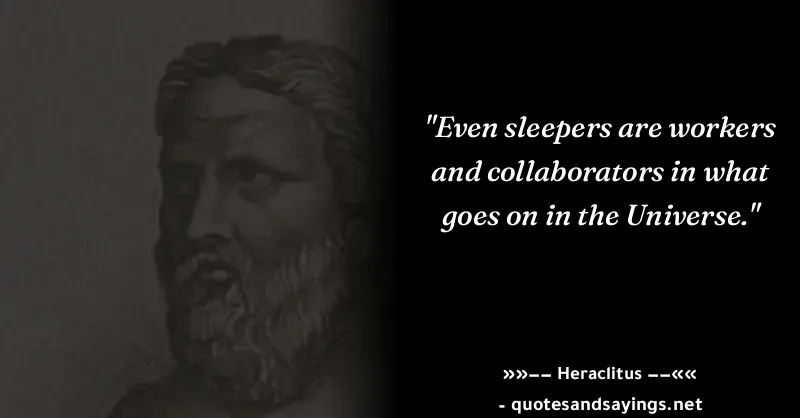 "Even sleepers are workers
and collaborators in what
goes on in the Universe."
»»−− Heraclitus −−««
- quotesandsayings.net